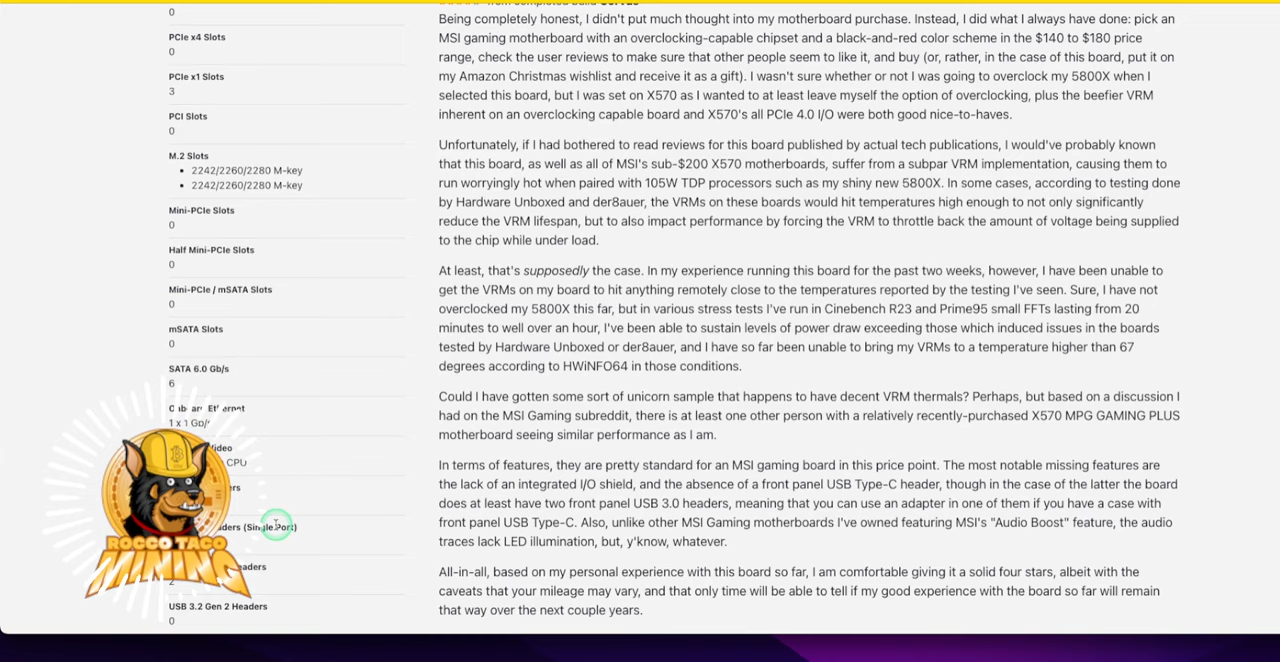 0
PCIe x4 Slots
0
PCIe x1 Slots
3
PCI Slots
0
M.2 Slots
• 2242/2260/2280 M-key
• 2242/2260/2280 M-key
Mini-PCIe Slots
0
Half Mini-PCIe Slots
0
Mini-PCIe / mSATA Slots
0
mSATA Slots
0
SATA 6.0 Gb/s
6
1 x 1 Gb/
CPU
(Single Port)
2
USB 3.2 Gen 2 Headers
0
ROCCO TACO
MINING
Being completely honest, I didn't put much thought into my motherboard purchase. Instead, I did what I always have done: pick an
MSI gaming motherboard with an overclocking-capable chipset and a black-and-red color scheme in the $140 to $180 price
range, check the user reviews to make sure that other people seem to like it, and buy (or, rather, in the case of this board, put it on
my Amazon Christmas wishlist and receive it as a gift). I wasn't sure whether or not I was going to overclock my 5800X when I
selected this board, but I was set on X570 as I wanted to at least leave myself the option of overclocking, plus the beefier VRM
inherent on an overclocking capable board and X570's all PCIe 4.0 I/O were both good nice-to-haves.
Unfortunately, if I had bothered to read reviews for this board published by actual tech publications, I would've probably known
that this board, as well as all of MSI's sub-$200 X570 motherboards, suffer from a subpar VRM implementation, causing them to
run worryingly hot when paired with 105W TDP processors such as my shiny new 5800X. In some cases, according to testing done
by Hardware Unboxed and der8auer, the VRMs on these boards would hit temperatures high enough to not only significantly
reduce the VRM lifespan, but to also impact performance by forcing the VRM to throttle back the amount of voltage being supplied
to the chip while under load.
At least, that's supposedly the case. In my experience running this board for the past two weeks, however, I have been unable to
get the VRMs on my board to hit anything remotely close to the temperatures reported by the testing I've seen. Sure, I have not
overclocked my 5800X this far, but in various stress tests I've run in Cinebench R23 and Prime95 small FFTs lasting from 20
minutes to well over an hour, I've been able to sustain levels of power draw exceeding those which induced issues in the boards
tested by Hardware Unboxed or der8auer, and I have so far been unable to bring my VRMs to a temperature higher than 67
degrees according to HWiNFO64 in those conditions.
Could I have gotten some sort of unicorn sample that happens to have decent VRM thermals? Perhaps, but based on a discussion I
had on the MSI Gaming subreddit, there is at least one other person with a relatively recently-purchased X570 MPG GAMING PLUS
motherboard seeing similar performance as I am.
In terms of features, they are pretty standard for an MSI gaming board in this price point. The most notable missing features are
the lack of an integrated I/O shield, and the absence of a front panel USB Type-C header, though in the case of the latter the board
does at least have two front panel USB 3.0 headers, meaning that you can use an adapter in one of them if you have a case with
front panel USB Type-C. Also, unlike other MSI Gaming motherboards I've owned featuring MSI's "Audio Boost" feature, the audio
traces lack LED illumination, but, y'know, whatever.
All-in-all, based on my personal experience with this board so far, I am comfortable giving it a solid four stars, albeit with the
caveats that your mileage may vary, and that only time will be able to tell if my good experience with the board so far will remain
that way over the next couple years.